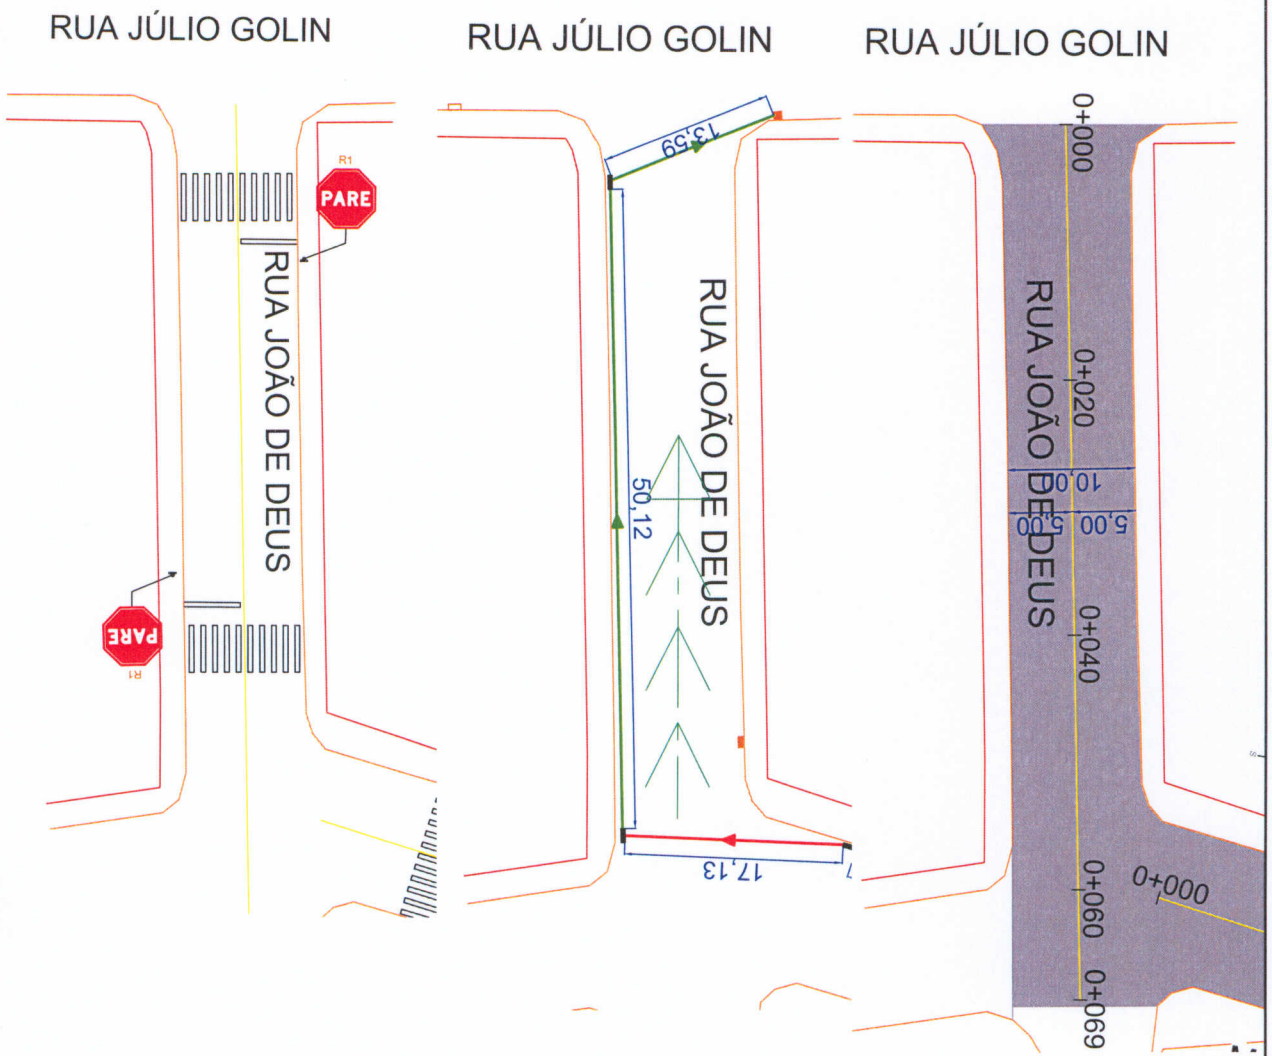 RUA JÚLIO GOLIN
R1
PARE
RUA JOÃO DE DEUS
PARE
R1
RUA JÚLIO GOLIN
13,59
50,12
RUA JOÃO DE DEUS
17,13
7
RUA JÚLIO GOLIN
0+000
0+020
RUA JOÃO DE DEUS
10,00
5,00
5,00
0+040
0+060
0+000
0+069